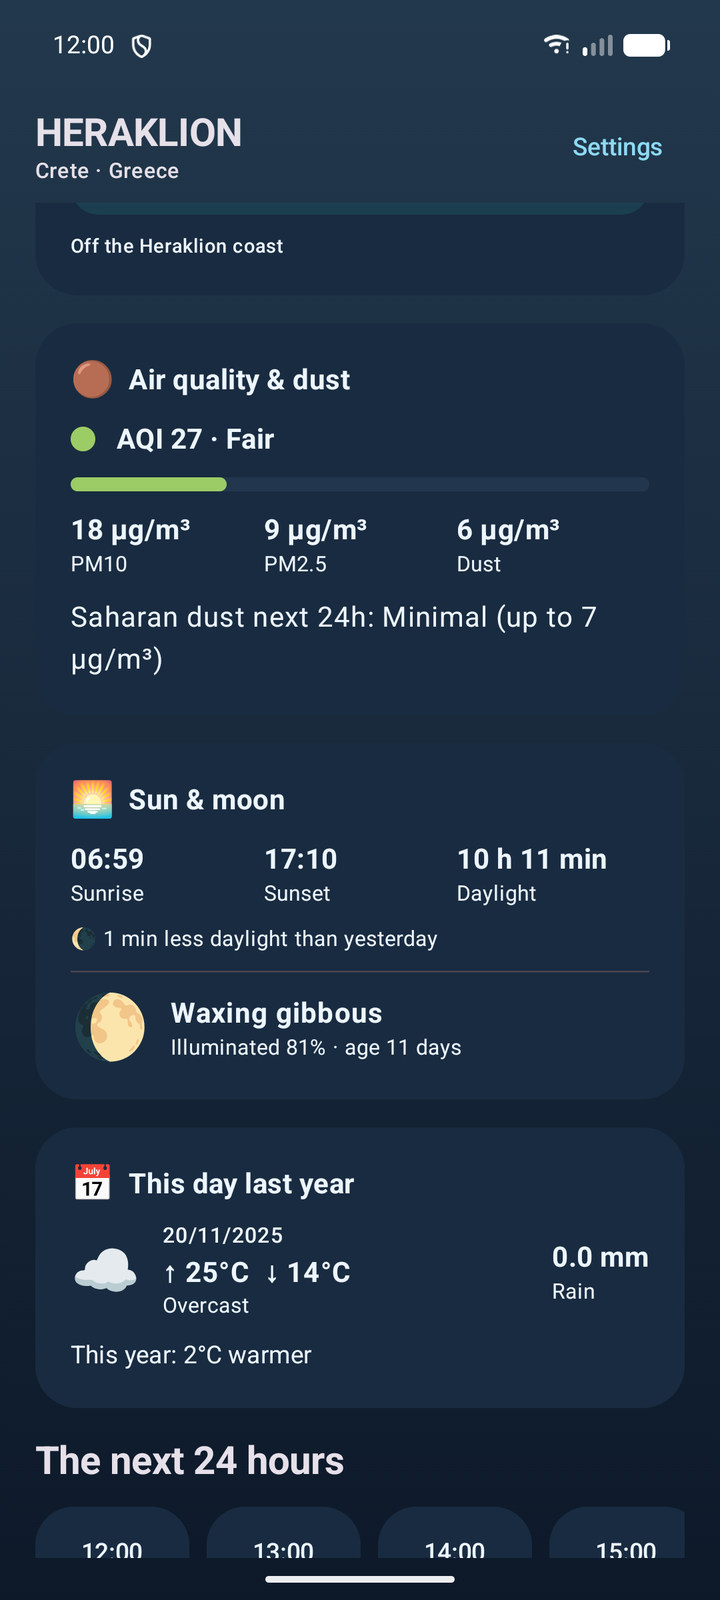 12:00
HERAKLION
Crete · Greece
Settings
Off the Heraklion coast
Air quality & dust
AQI 27 · Fair
18 µg/m³
9 µg/m³
6 µg/m³
PM10
PM2.5
Dust
Saharan dust next 24h: Minimal (up to 7
µg/m³)
Sun & moon
06:59
17:10
10 h 11 min
Sunrise
Sunset
Daylight
1 min less daylight than yesterday
Waxing gibbous
Illuminated 81% · age 11 days
July
17
This day last year
20/11/2025
↑ 25°C ↓ 14°C
Overcast
0.0 mm
Rain
This year: 2°C warmer
The next 24 hours
12:00
13:00
14:00
15:00